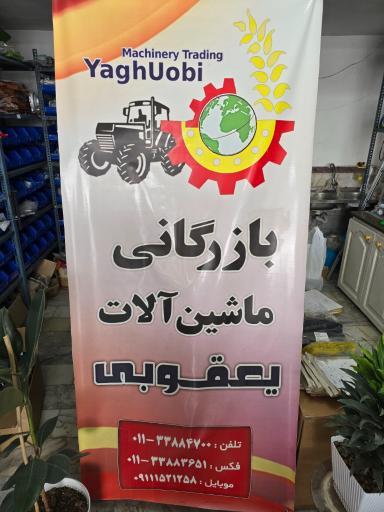 Machinery Trading
YaghUobi
بازرگانی
ماشین آلات
یعقوبی
تلفن : ۰۱۱-۳۳۸۸۴۷۰۰
فکس : ۰۱۱-۳۳۸۸۳۶۵۱
موبایل : ۰۹۱۱۱۵۲۱۲۵۸